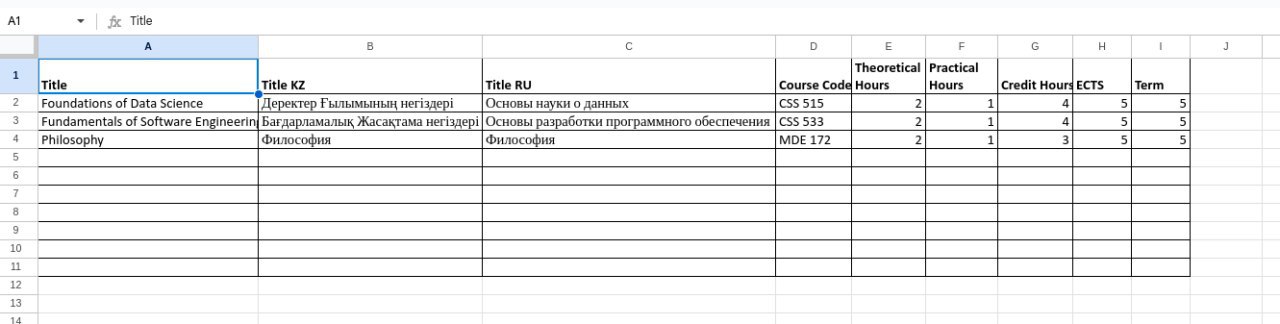 A1 fx Title
A B C D E F G H I J
1 Title Title KZ Title RU Course Code Theoretical Hours Practical Hours Credit Hours ECTS Term
2 Foundations of Data Science Деректер Ғылымының негіздері Основы науки о данных CSS 515 2 1 4 5 5
3 Fundamentals of Software Engineering Бағдарламалық Жасақтама негіздері Основы разработки программного обеспечения CSS 533 2 1 4 5 5
4 Philosophy Философия Философия MDE 172 2 1 3 5 5
5
6
7
8
9
10
11
12
13
14